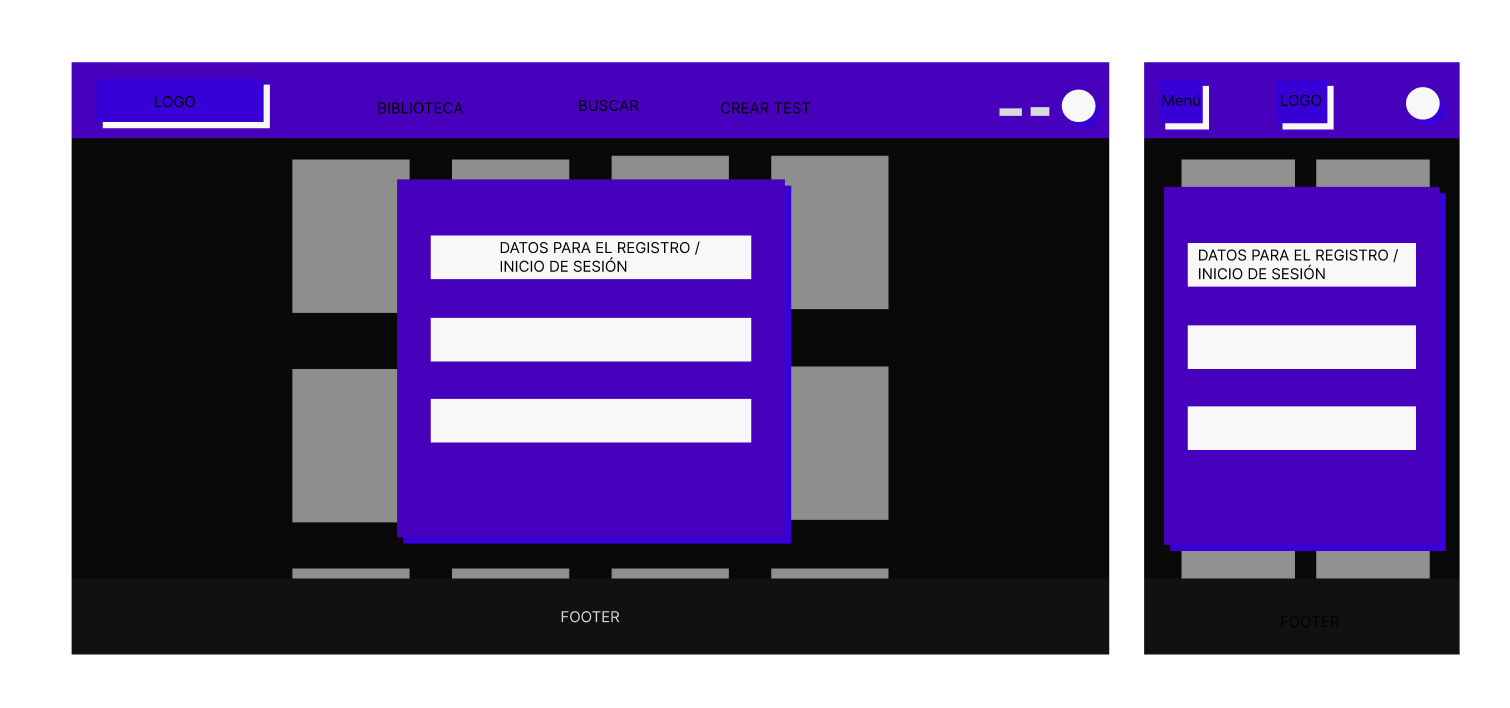 LOGO
BIBLIOTECA
BUSCAR
CREAR TEST
DATOS PARA EL REGISTRO /
INICIO DE SESIÓN
FOOTER
Menú
LOGO
DATOS PARA EL REGISTRO /
INICIO DE SESIÓN
FOOTER